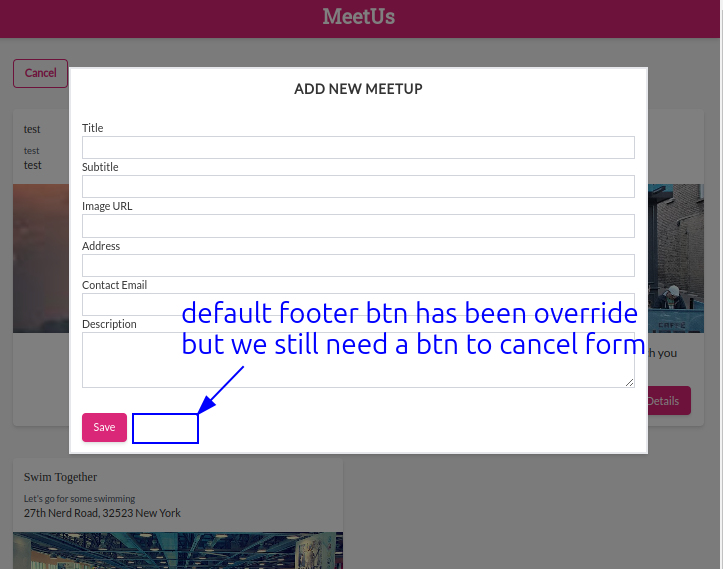 MeetUs
Cancel
ADD NEW MEETUP
test
test
test
Title
Subtitle
Image URL
Address
Contact Email
default footer btn has been override
Description
but we still need a btn to cancel form
h you
CAFFÈ
Details
Save
Swim Together
Let's go for some swimming
27th Nerd Road, 32523 New York